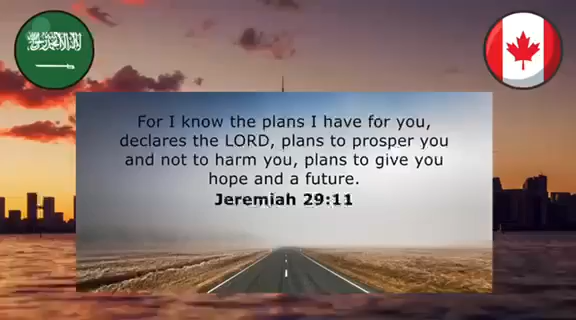 For I know the plans I have for you,
declares the LORD, plans to prosper you
and not to harm you, plans to give you
hope and a future.
Jeremiah 29:11